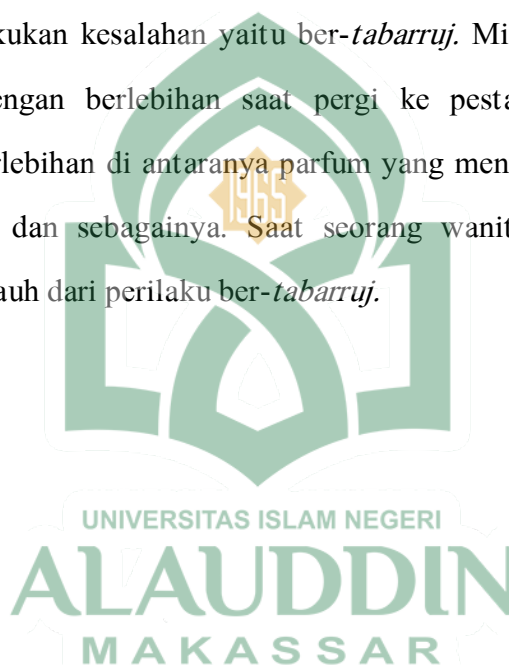 kukan kesalahan yaitu ber-tabarruj. Mi
engan berlebihan saat pergi ke pesta
rlebihan di antaranya parfum yang men
dan sebagainya. Saat seorang wanit
auh dari perilaku ber-tabarruj.
1965
UNIVERSITAS ISLAM NEGERI
ALAUDDIN
MAKASSAR